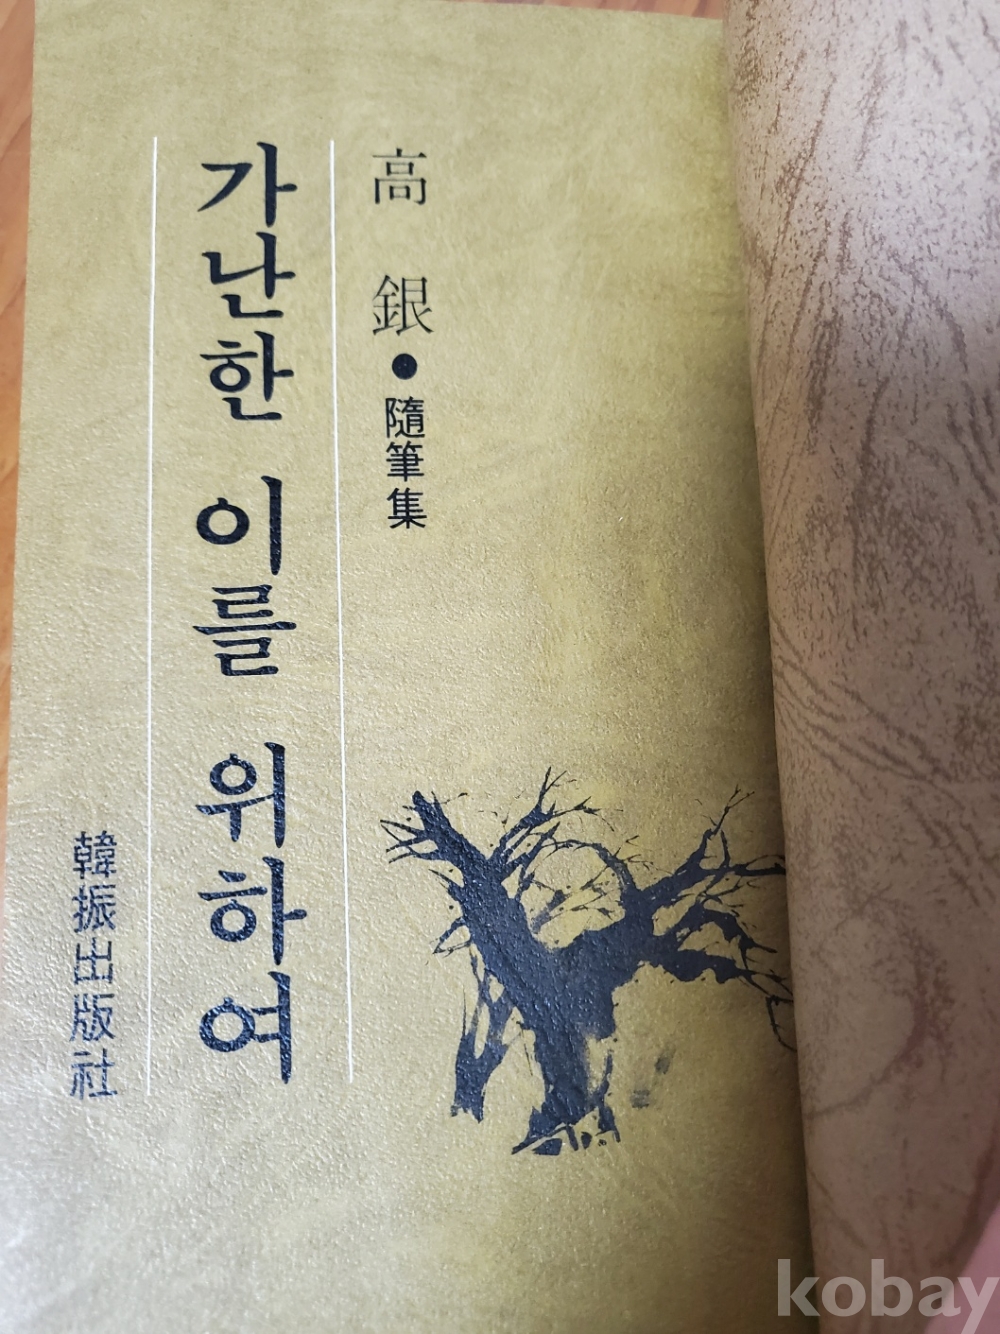 高銀 • 隨筆集
가난한 이를 위하여
韓振出版社
kobay